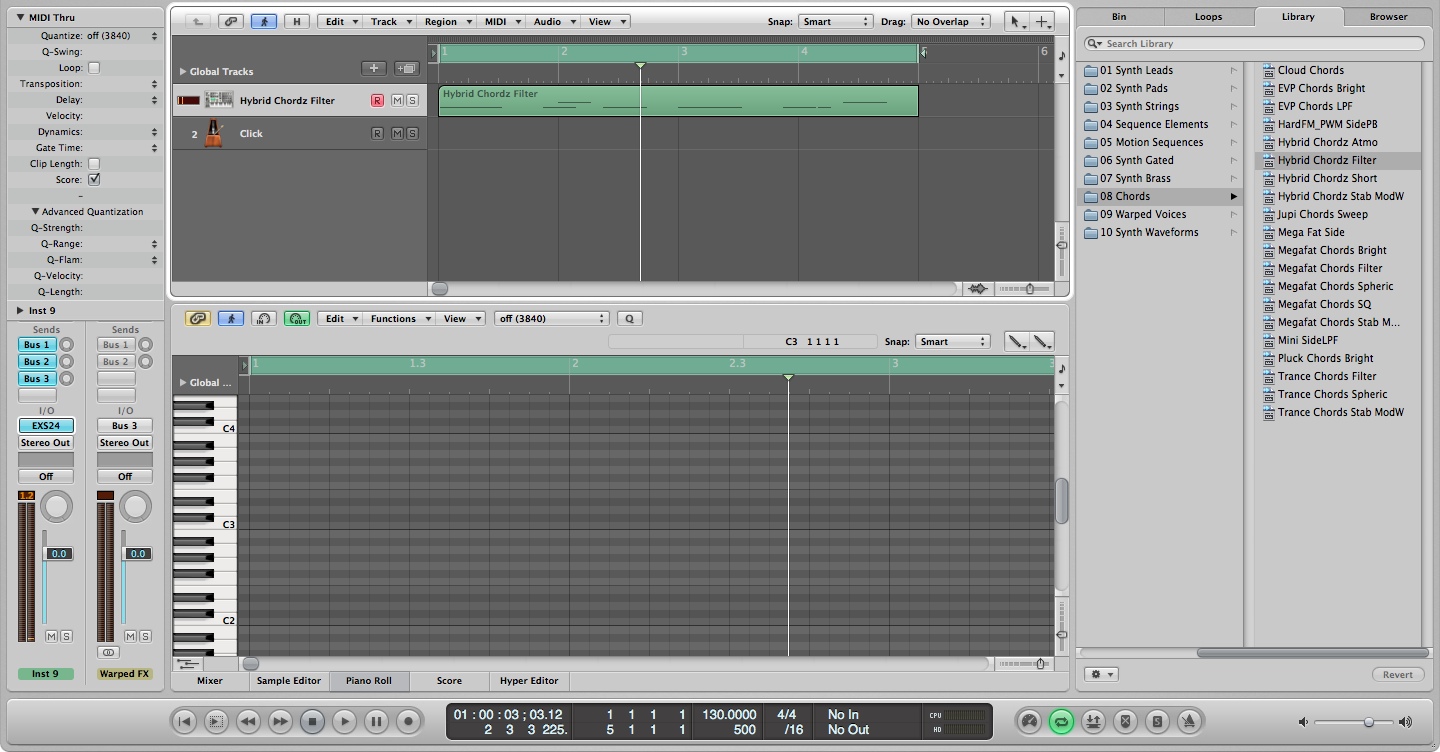 MIDI Thru
Quantize: off (3840)
Q-Swing:
Loop:
Transposition:
Delay:
Velocity:
Dynamics:
Gate Time:
Clip Length:
Score:
–
Advanced Quantization
Q-Strength:
Q-Range:
Q-Flam:
Q-Velocity:
Q-Length:
Inst 9
Sends Sends
Bus 1 Bus 1
Bus 2 Bus 2
Bus 3
I/O I/O
EXS24 Bus 3
Stereo Out Stereo Out
Off Off
1.2
0.0 0.0
M S M S
Inst 9 Warped FX
H Edit Track Region MIDI Audio View Snap: Smart Drag: No Overlap
1 2 3 4 5 6
Global Tracks
Hybrid Chordz Filter R M S
Hybrid Chordz Filter
2 Click R M S
IN OUT Edit Functions View off (3840) Q
C3 1 1 1 1 Snap: Smart
1 1.3 2 2.3 3 3
Global ...
C4
C3
C2
Mixer Sample Editor Piano Roll Score Hyper Editor
Bin Loops Library Browser
Search Library
01 Synth Leads
02 Synth Pads
03 Synth Strings
04 Sequence Elements
05 Motion Sequences
06 Synth Gated
07 Synth Brass
08 Chords
09 Warped Voices
10 Synth Waveforms
Cloud Chords
EVP Chords Bright
EVP Chords LPF
HardFM_PWM SidePB
Hybrid Chordz Atmo
Hybrid Chordz Filter
Hybrid Chordz Short
Hybrid Chordz Stab ModW
Jupi Chords Sweep
Mega Fat Side
Megafat Chords Bright
Megafat Chords Filter
Megafat Chords Spheric
Megafat Chords SQ
Megafat Chords Stab M...
Mini SideLPF
Pluck Chords Bright
Trance Chords Filter
Trance Chords Spheric
Trance Chords Stab ModW
Revert
01 : 00 : 03 ; 03.12 1 1 1 1 130.0000 4/4 No In CPU
2 3 3 225. 5 1 1 1 500 /16 No Out HD
S